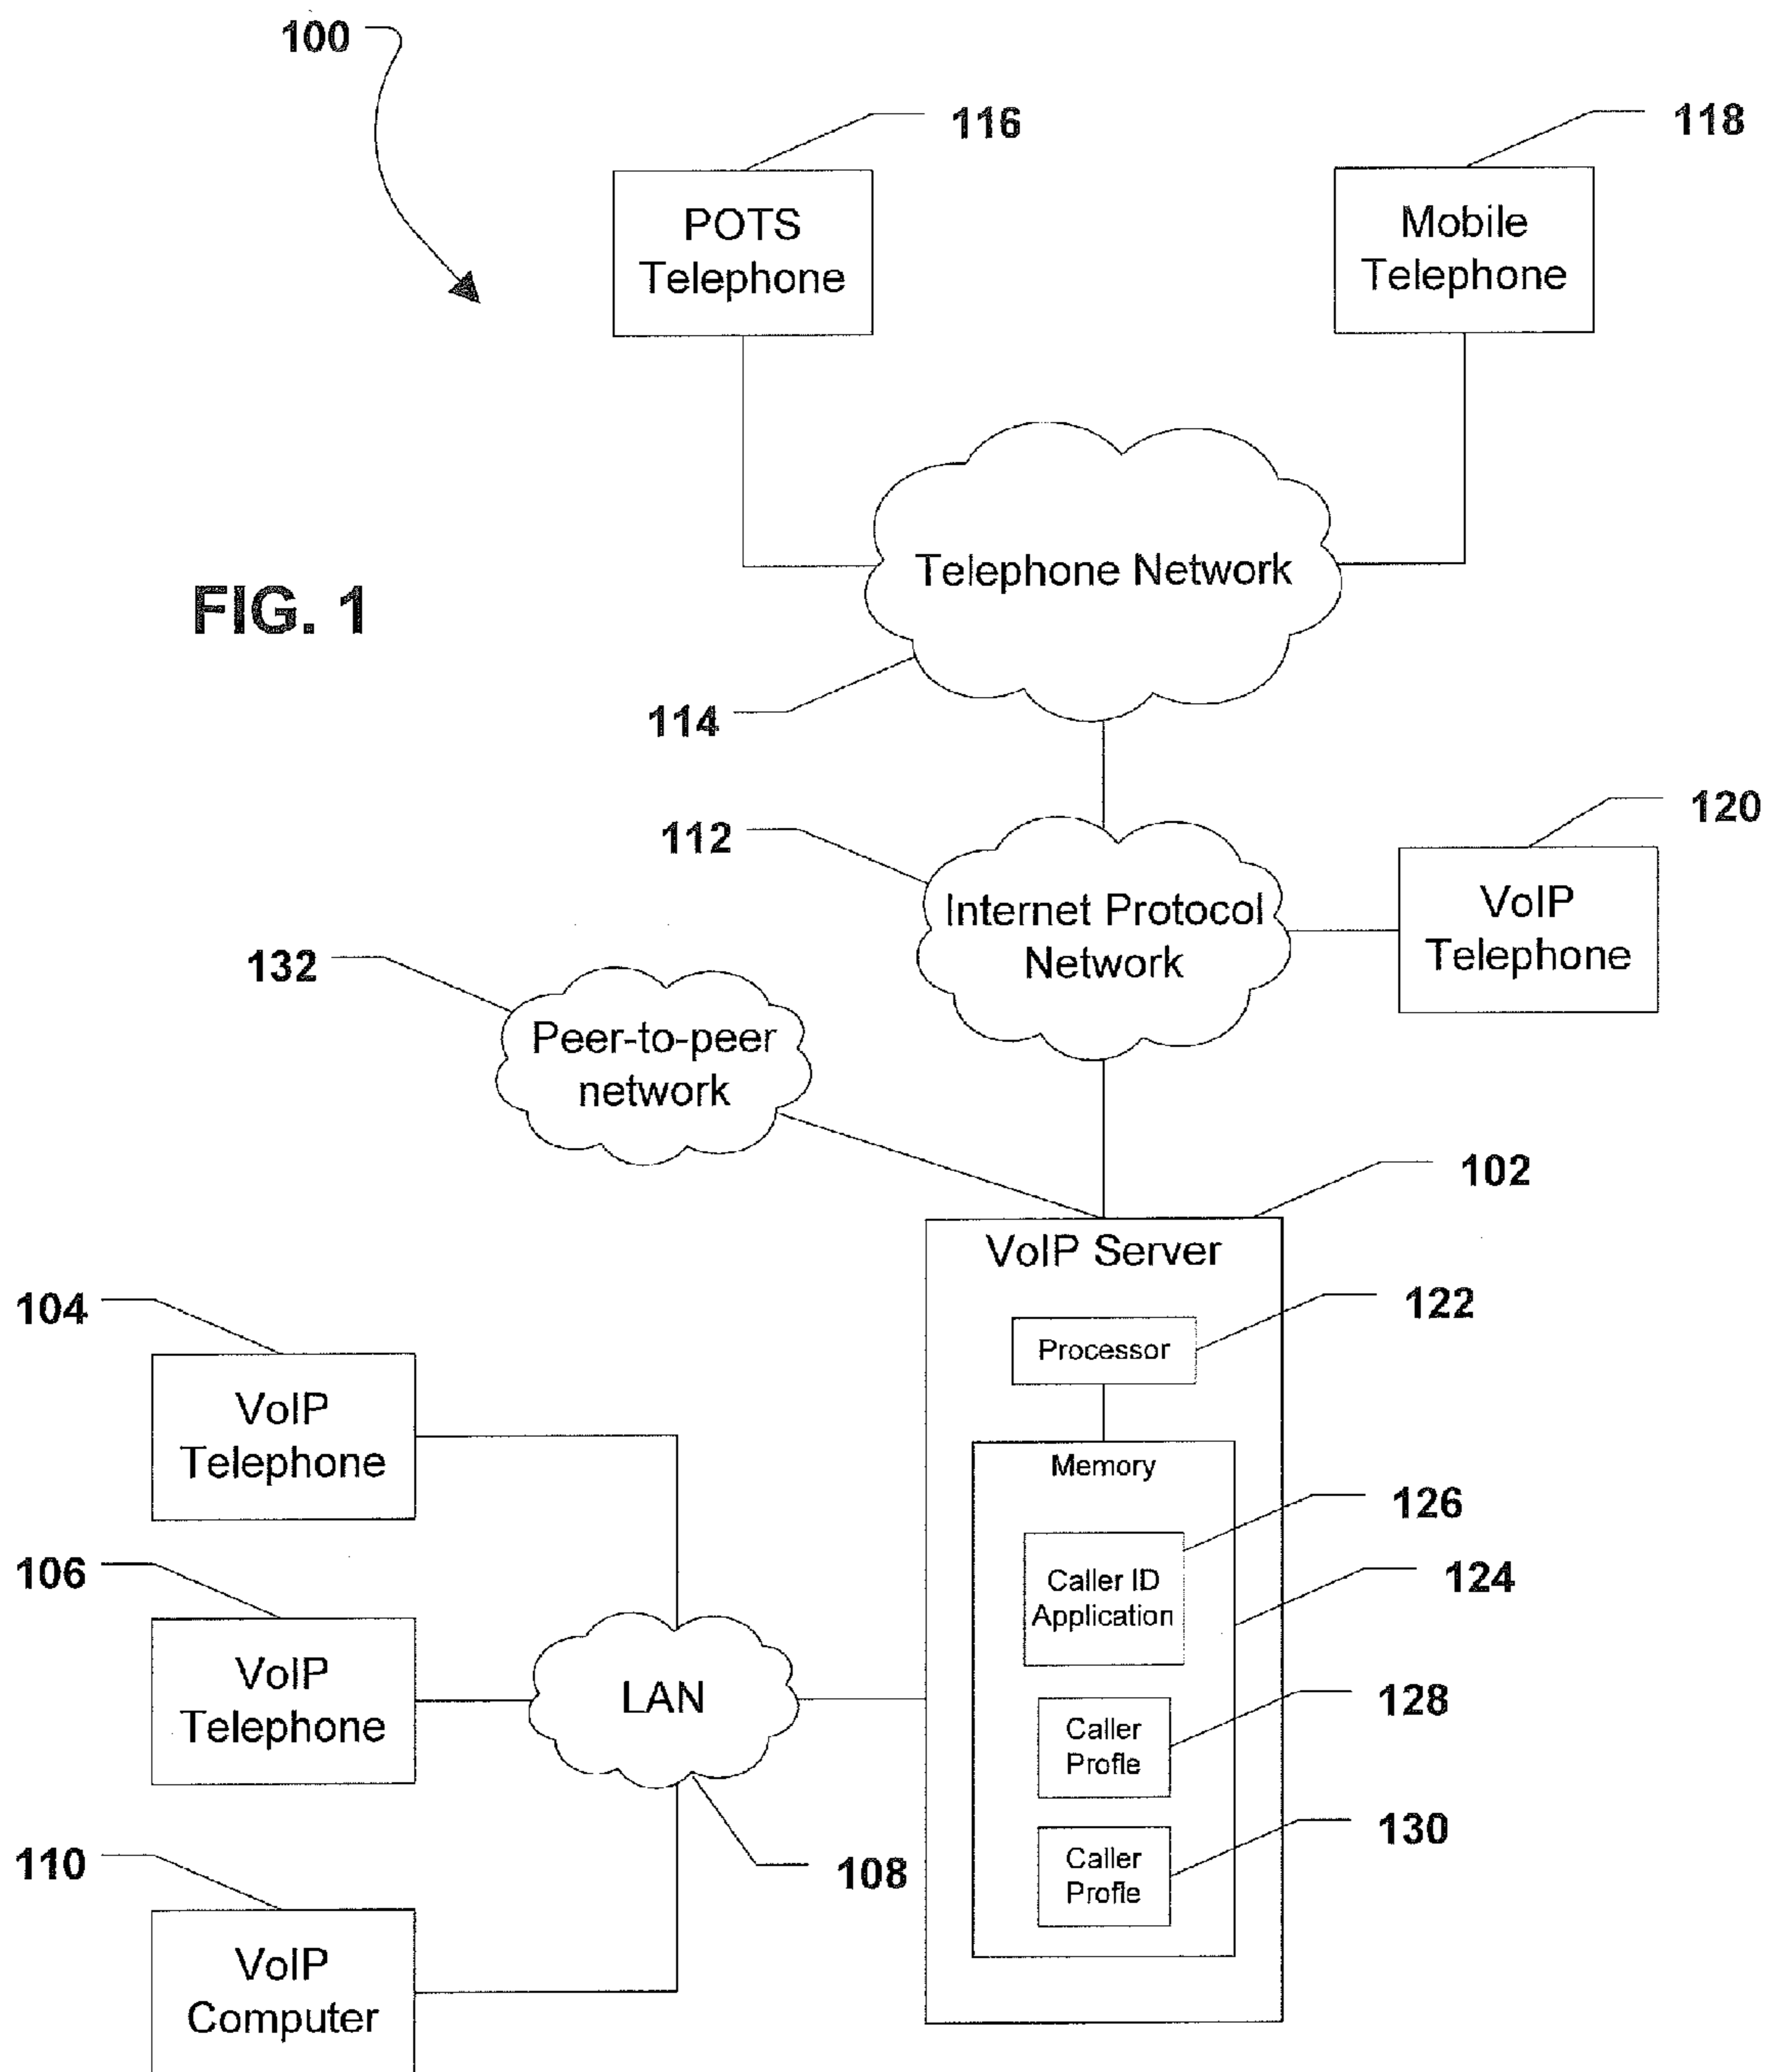 100
116
118
POTS
Telephone
Mobile
Telephone
Telephone Network
FIG. 1
114
112
120
Internet Protocol
Network
VoIP
Telephone
132
Peer-to-peer
network
102
VoIP Server
104
122
Processor
VoIP
Telephone
Memory
126
106
Caller ID
Application
124
VoIP
Telephone
LAN
128
Caller
Profle
130
110
108
Caller
Profle
VoIP
Computer